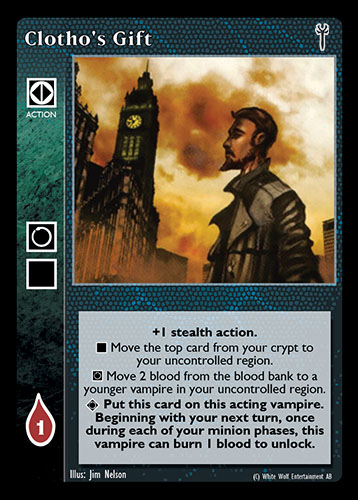 Clotho's Gift
ACTION
+1 stealth action.
Move the top card from your crypt to
your uncontrolled region.
Move 2 blood from the blood bank to a
younger vampire in your uncontrolled region.
Put this card on this acting vampire.
Beginning with your next turn, once
during each of your minion phases, this
vampire can burn 1 blood to unlock.
1
Illus: Jim Nelson
(C) White Wolf Entertainment AB